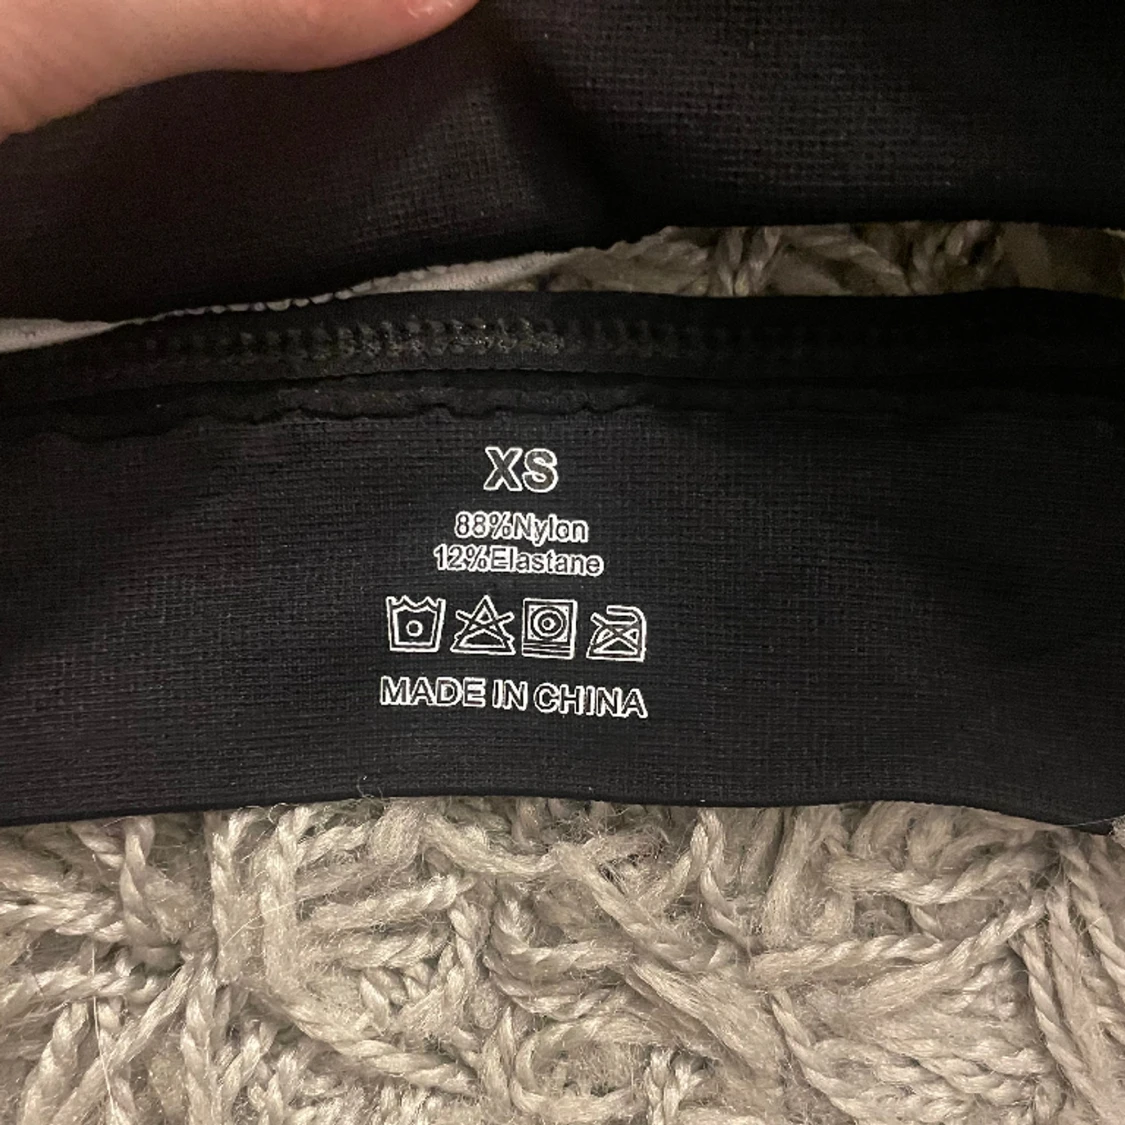 XS
88%Nylon
12%Elastane
MADE IN CHINA